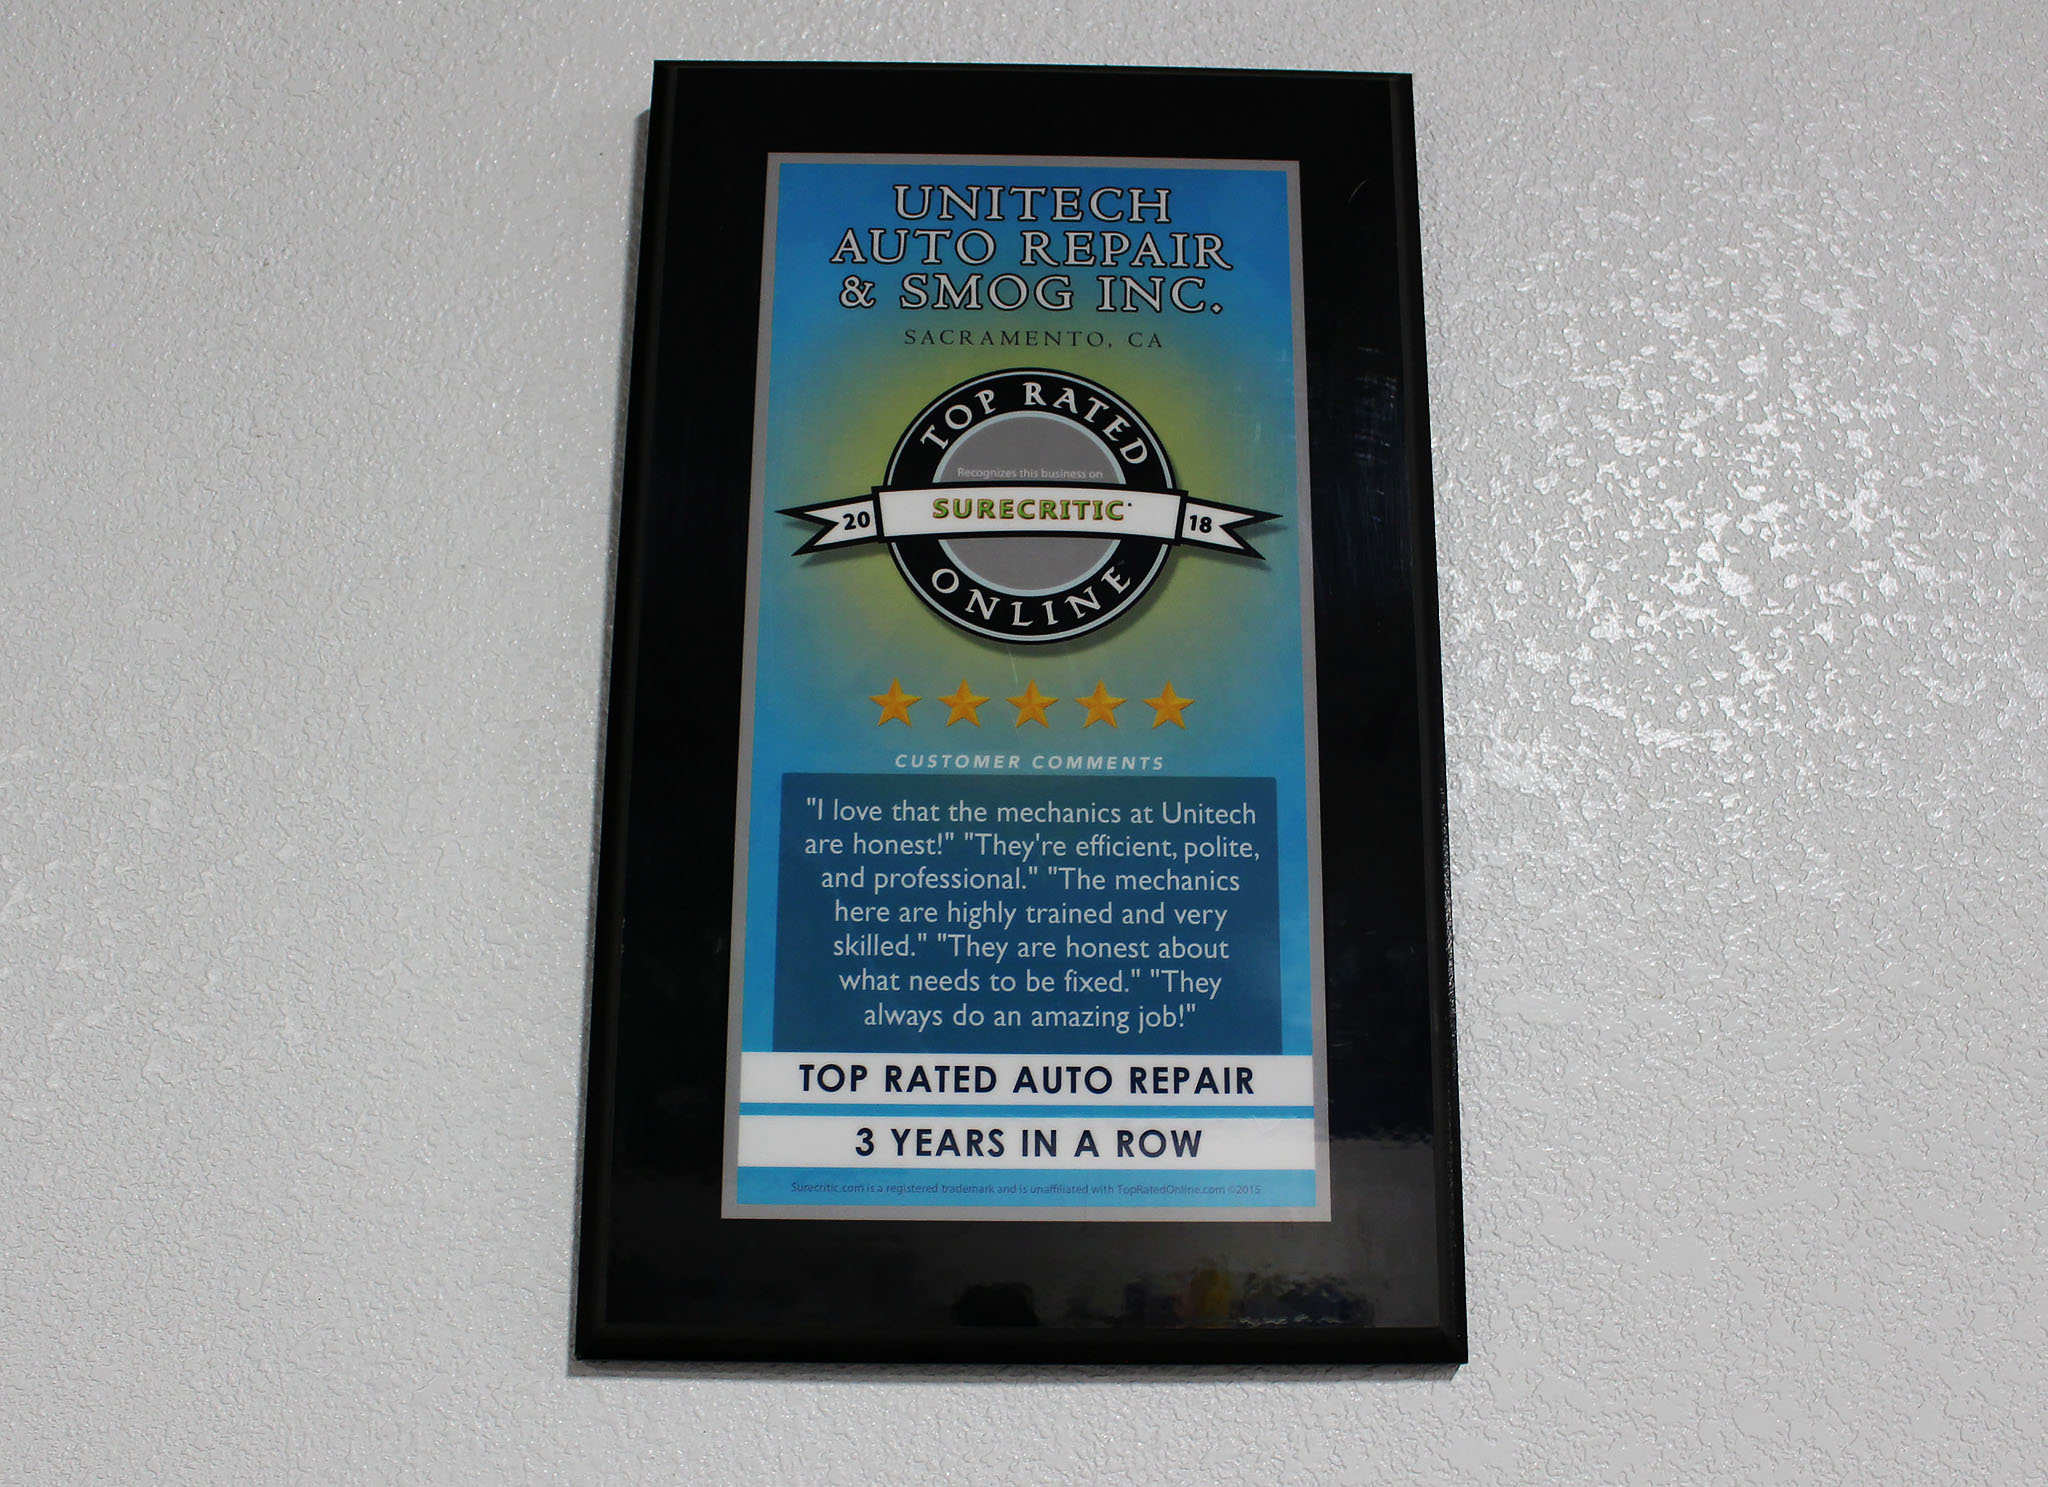 UNITECH
AUTO REPAIR
& SMOG INC.
SACRAMENTO, CA
TOP RATED
Recognizes this business on
20 SURECRITIC 18
ONLINE
CUSTOMER COMMENTS
"I love that the mechanics at Unitech
are honest!" "They're efficient, polite,
and professional." "The mechanics
here are highly trained and very
skilled." "They are honest about
what needs to be fixed." "They
always do an amazing job!"
TOP RATED AUTO REPAIR
3 YEARS IN A ROW
Surecritic.com is a registered trademark and is unaffiliated with TopRatedOnline.com ©2015